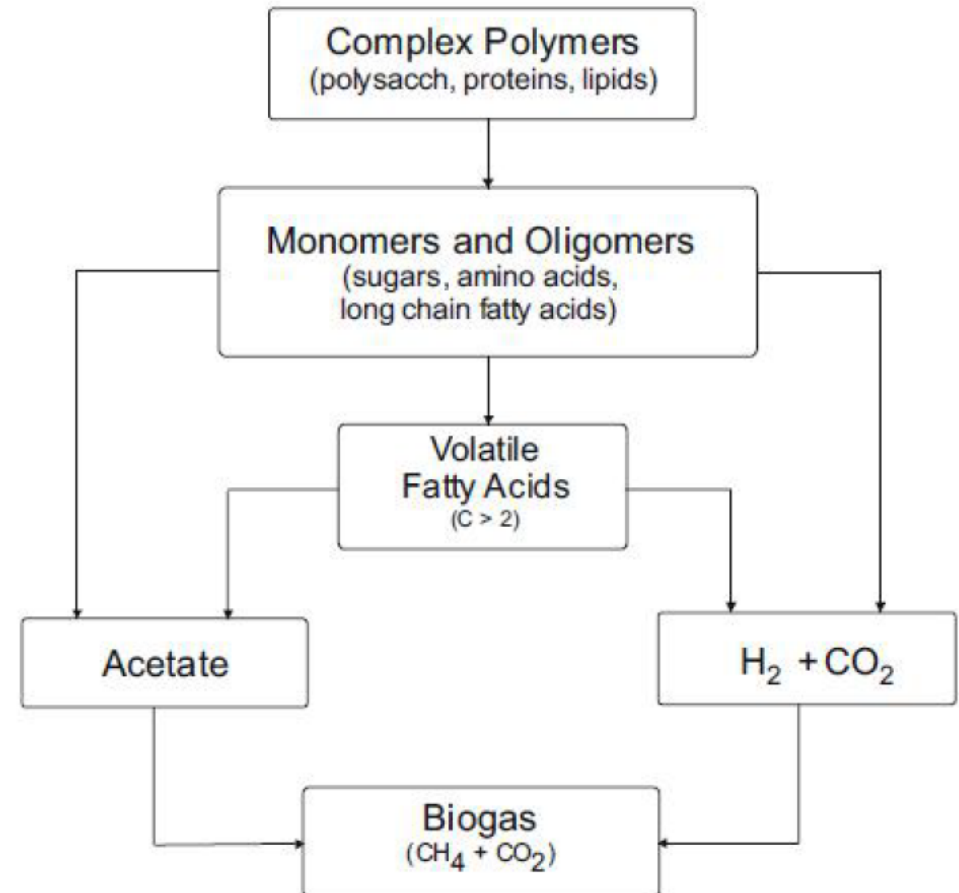 Complex Polymers
(polysacch, proteins, lipids)
Monomers and Oligomers
(sugars, amino acids,
long chain fatty acids)
Volatile
Fatty Acids
(C > 2)
Acetate
H₂ + CO₂
Biogas
(CH₄ + CO₂)